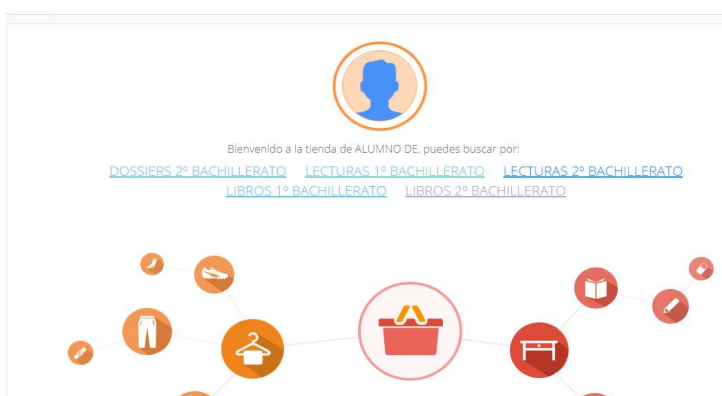 Bienvenido a la tienda de ALUMNO DE, puedes buscar por:
DOSSIERS 2º BACHILLERATO LECTURAS 1º BACHILLERATO LECTURAS 2º BACHILLERATO
LIBROS 1º BACHILLERATO LIBROS 2º BACHILLERATO